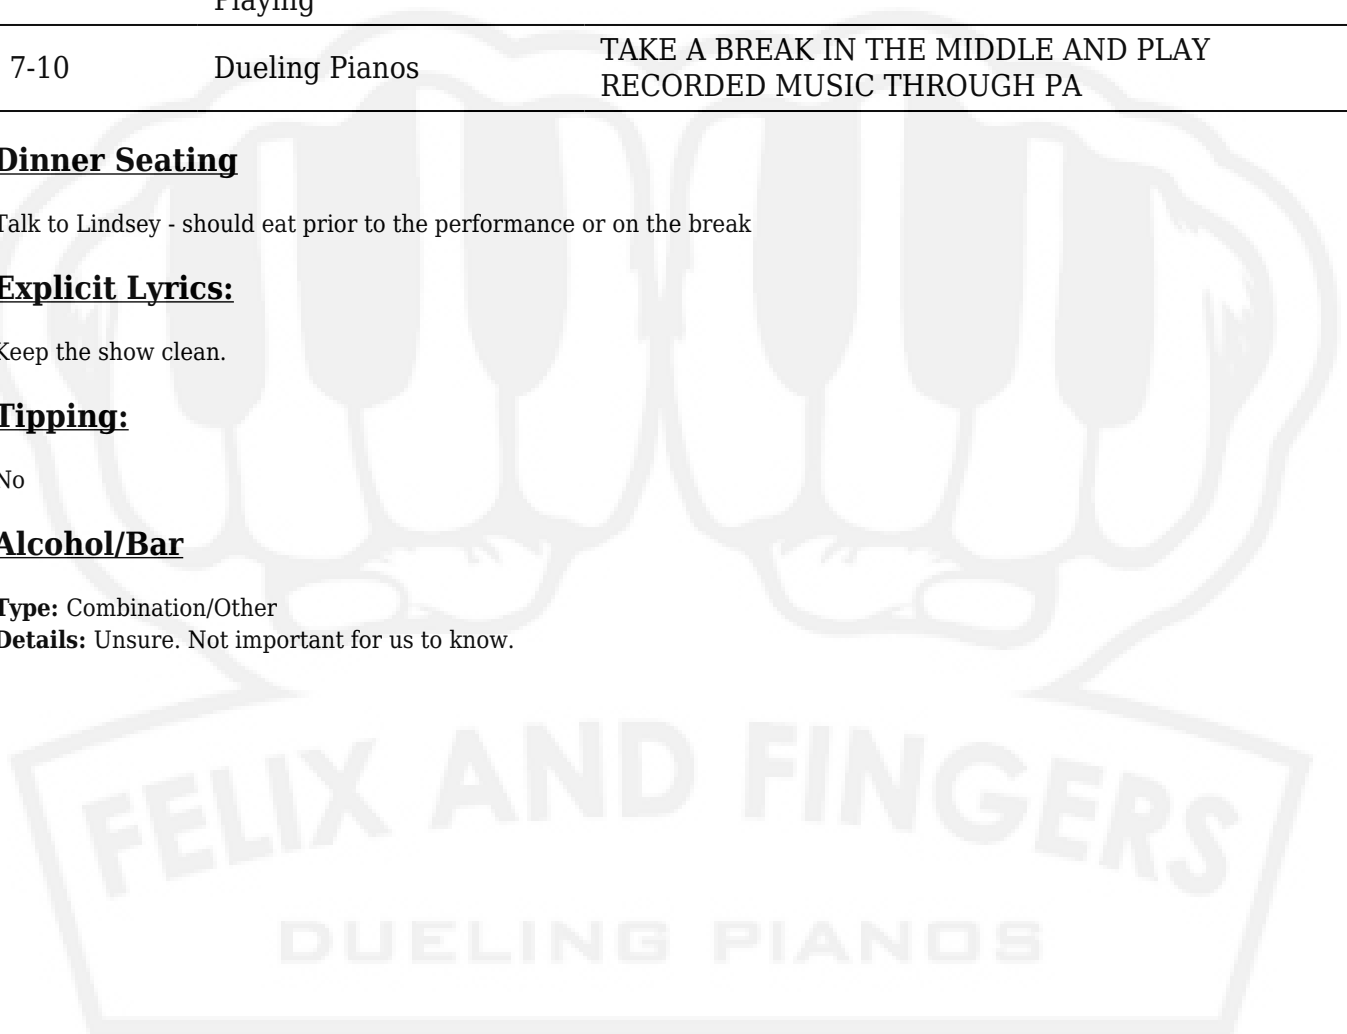 Playing
7-10 Dueling Pianos TAKE A BREAK IN THE MIDDLE AND PLAY
RECORDED MUSIC THROUGH PA
Dinner Seating
Talk to Lindsey - should eat prior to the performance or on the break
Explicit Lyrics:
Keep the show clean.
Tipping:
No
Alcohol/Bar
Type: Combination/Other
Details: Unsure. Not important for us to know.
FELIX AND FINGERS
DUELING PIANOS